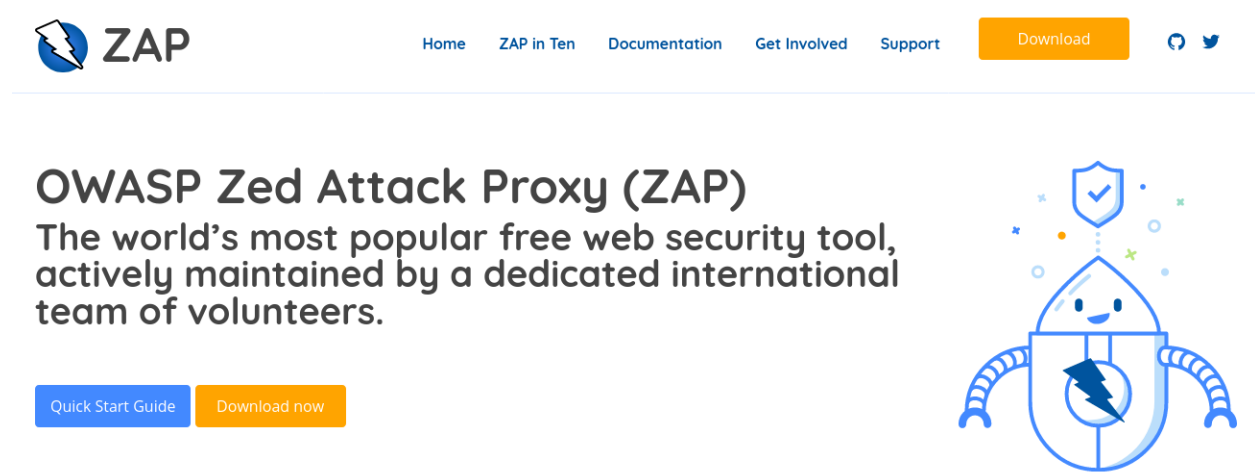 ZAP
Home
ZAP in Ten
Documentation
Get Involved
Support
Download
OWASP Zed Attack Proxy (ZAP)
The world's most popular free web security tool,
actively maintained by a dedicated international
team of volunteers.
Quick Start Guide
Download now